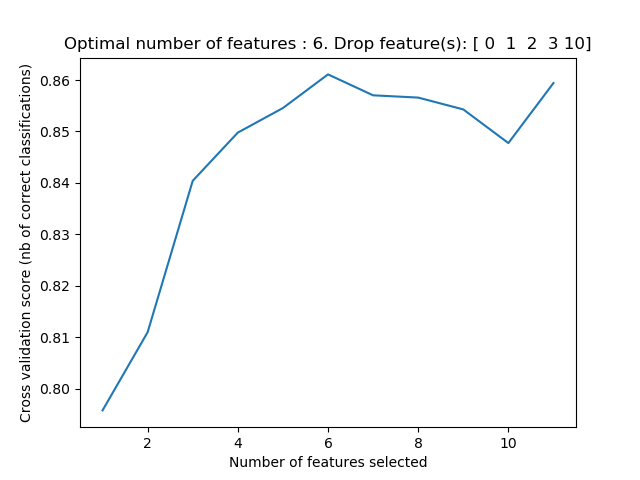 Optimal number of features : 6. Drop feature(s): [ 0  1  2  3 10]
Cross validation score (nb of correct classifications)
0.86
0.85
0.84
0.83
0.82
0.81
0.80
2 4 6 8 10
Number of features selected